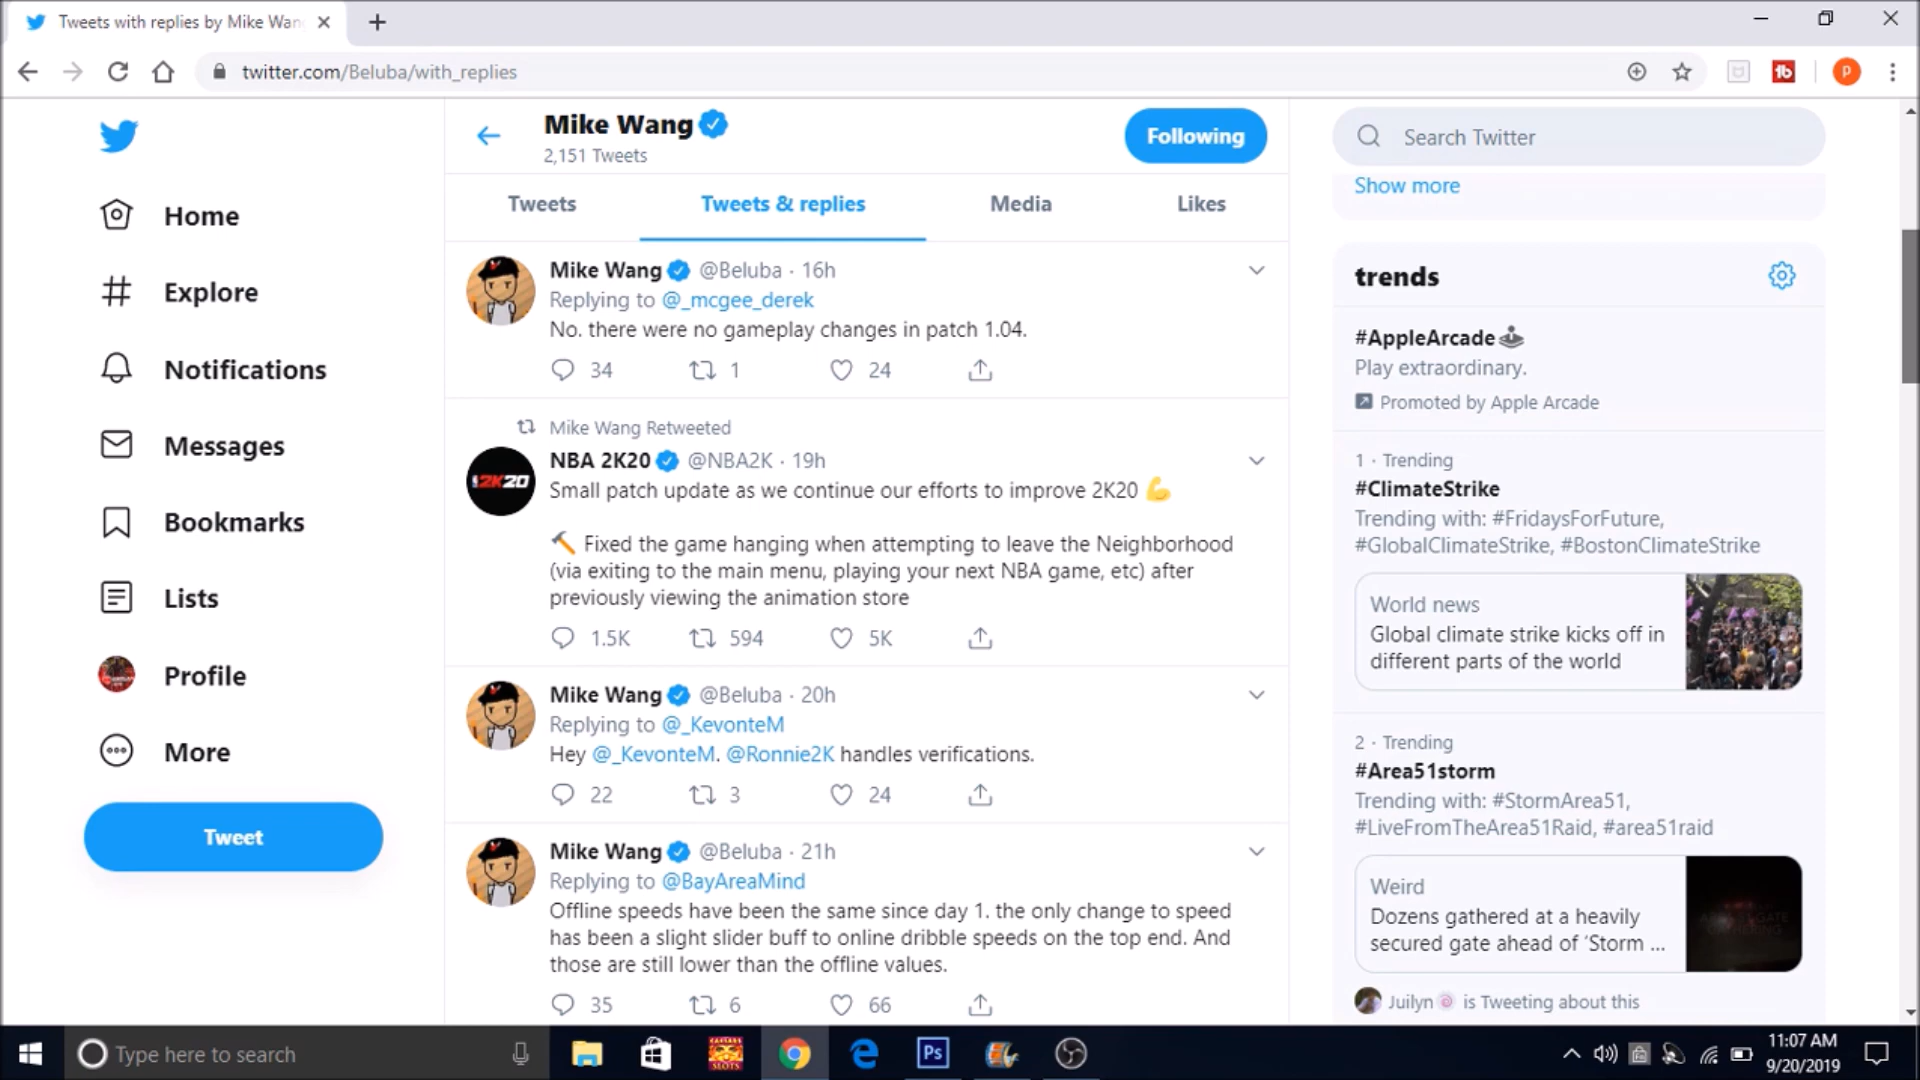 Tweets with replies by Mike Wan
twitter.com/Beluba/with_replies
P
Home
Explore
Notifications
Messages
Bookmarks
Lists
Profile
More
Tweet
Mike Wang
2,151 Tweets
Following
Tweets
Tweets & replies
Media
Likes
Mike Wang @Beluba · 16h
Replying to @_mcgee_derek
No. there were no gameplay changes in patch 1.04.
34 1 24
Mike Wang Retweeted
2K20
NBA 2K20 @NBA2K · 19h
Small patch update as we continue our efforts to improve 2K20 💪
🔨 Fixed the game hanging when attempting to leave the Neighborhood
(via exiting to the main menu, playing your next NBA game, etc) after
previously viewing the animation store
1.5K 594 5K
Mike Wang @Beluba · 20h
Replying to @_KevonteM
Hey @_KevonteM. @Ronnie2K handles verifications.
22 3 24
Mike Wang @Beluba · 21h
Replying to @BayAreaMind
Offline speeds have been the same since day 1. the only change to speed
has been a slight slider buff to online dribble speeds on the top end. And
those are still lower than the offline values.
35 6 66
Search Twitter
Show more
trends
#AppleArcade
Play extraordinary.
Promoted by Apple Arcade
1 · Trending
#ClimateStrike
Trending with: #FridaysForFuture,
#GlobalClimateStrike, #BostonClimateStrike
World news
Global climate strike kicks off in
different parts of the world
2 · Trending
#Area51storm
Trending with: #StormArea51,
#LiveFromTheArea51Raid, #area51raid
Weird
Dozens gathered at a heavily
secured gate ahead of ‘Storm ...
Juilyn is Tweeting about this
Type here to search
SLOTS
Ps
11:07 AM
9/20/2019